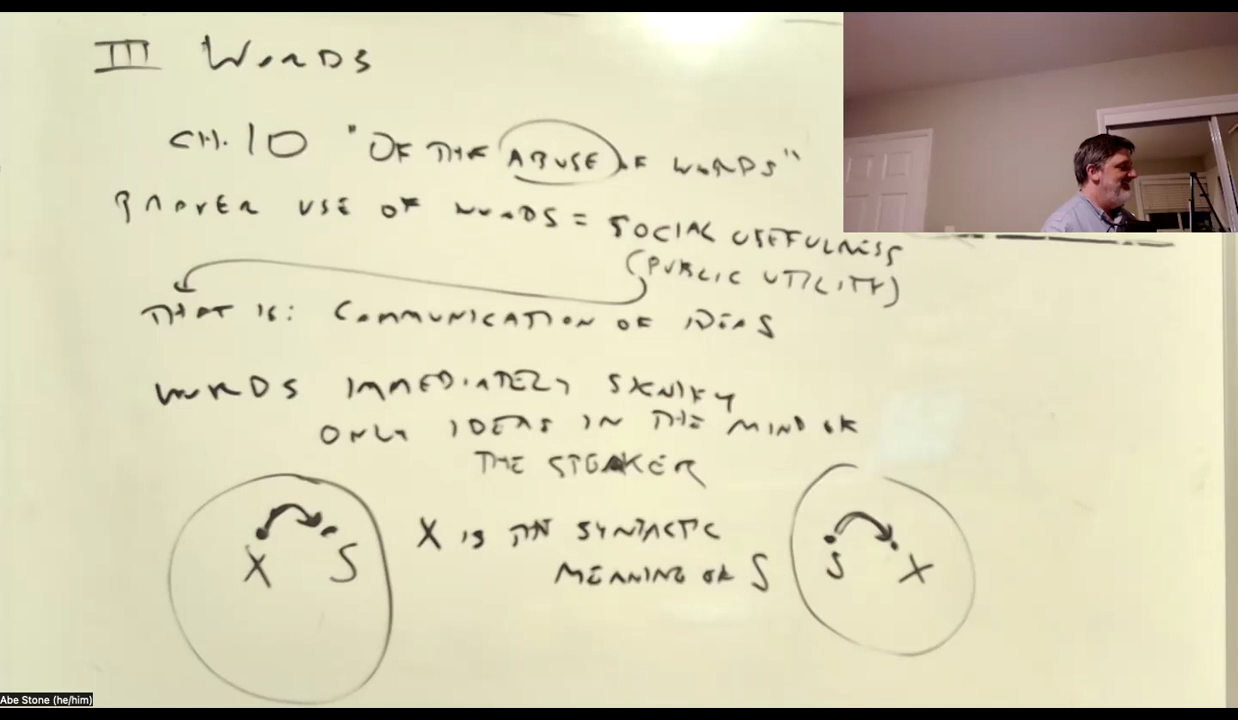 III WORDS
CH. 10 "OF THE ABUSE OF WORDS"
PROPER USE OF WORDS = SOCIAL USEFULNESS
(PUBLIC UTILITY)
THAT IS: COMMUNICATION OF IDEAS
WORDS IMMEDIATELY SIGNIFY
ONLY IDEAS IN THE MIND OF
THE SPEAKER
X S
X IS AN SYNTACTIC
MEANING OF S
S X
Abe Stone (he/him)